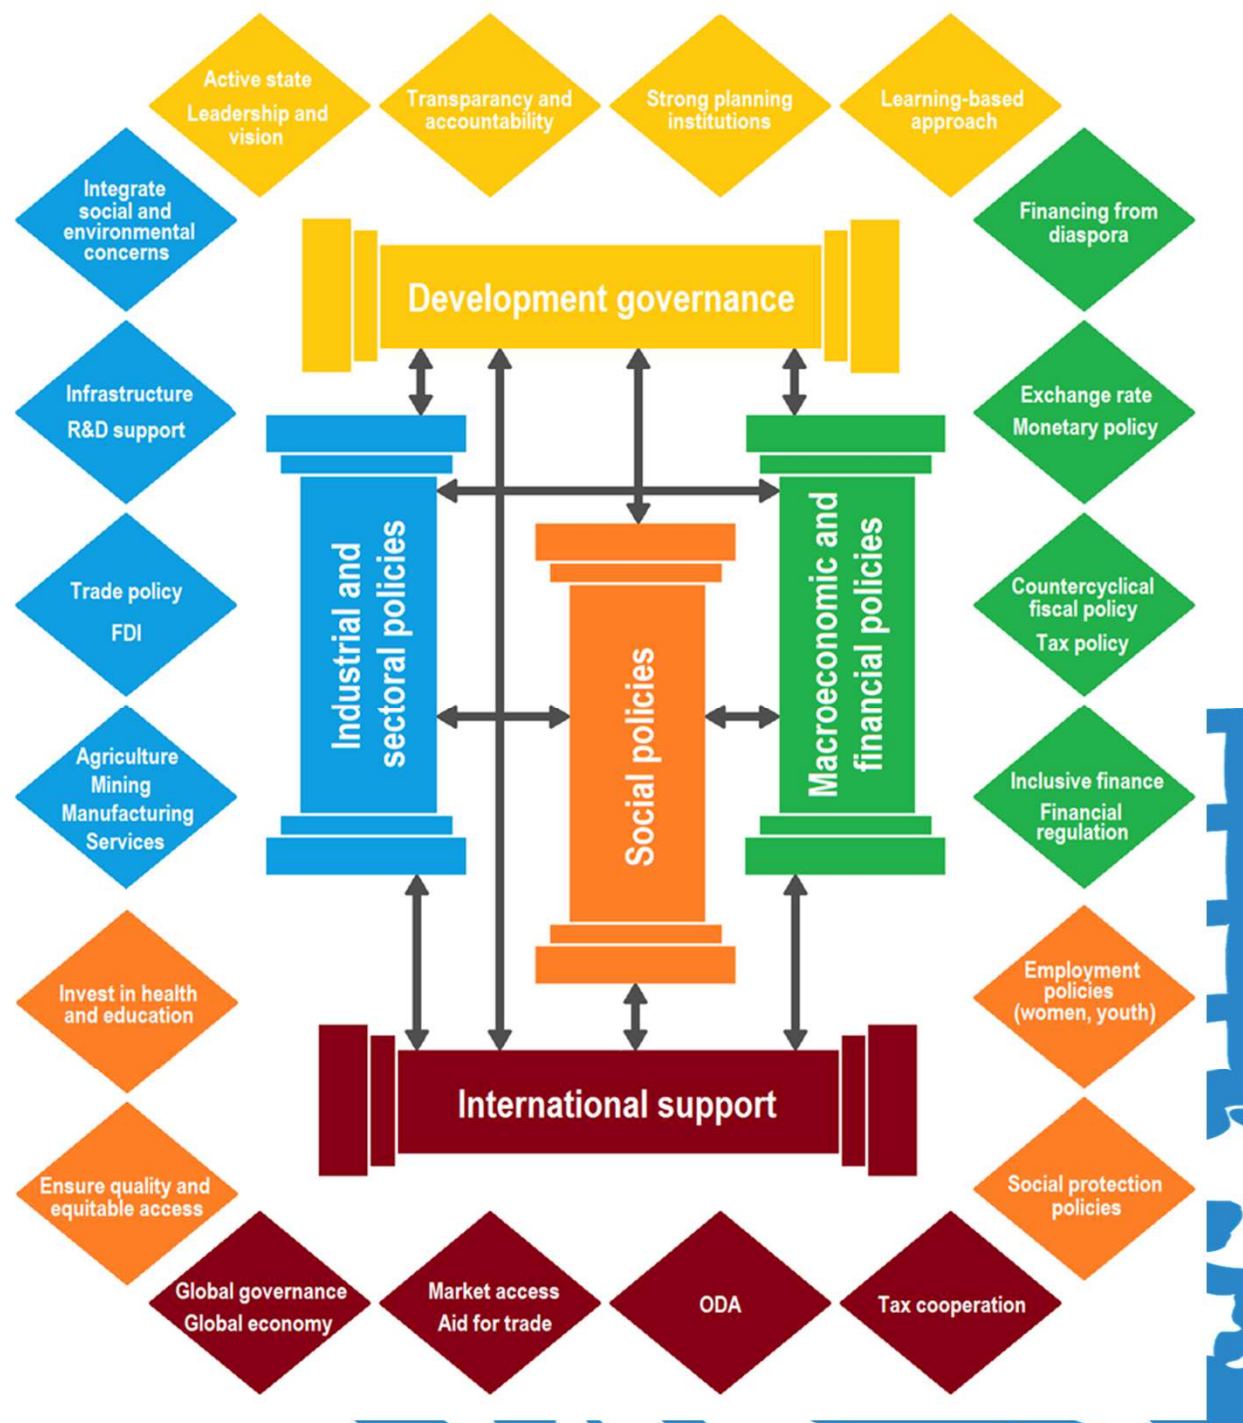 Active state
Leadership and
vision
Transparancy and
accountability
Strong planning
institutions
Learning-based
approach
Integrate
social and
environmental
concerns
Financing from
diaspora
Development governance
Infrastructure
R&D support
Exchange rate
Monetary policy
Industrial and
sectoral policies
Social policies
Macroeconomic and
financial policies
Trade policy
FDI
Countercyclical
fiscal policy
Tax policy
Agriculture
Mining
Manufacturing
Services
Inclusive finance
Financial
regulation
Invest in health
and education
Employment
policies
(women, youth)
International support
Ensure quality and
equitable access
Social protection
policies
Global governance
Global economy
Market access
Aid for trade
ODA
Tax cooperation